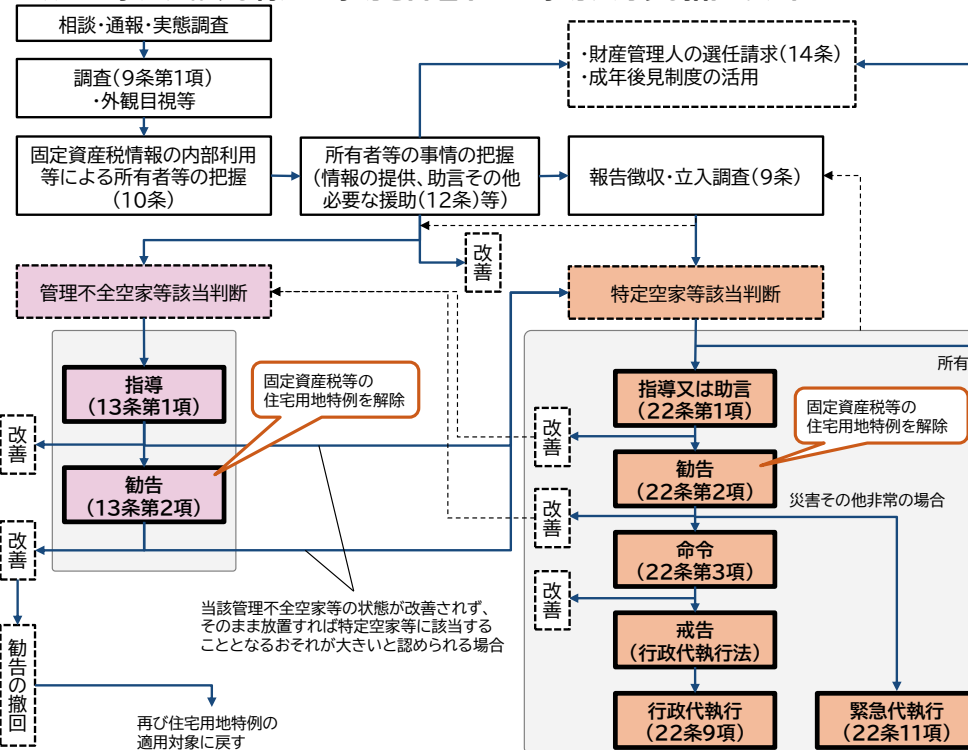 相談・通報・実態調査
調査(9条第1項)
・外観目視等
固定資産税情報の内部利用
等による所有者等の把握
(10条)
所有者等の事情の把握
(情報の提供、助言その他
必要な援助(12条)等)
・財産管理人の選任請求(14条)
・成年後見制度の活用
報告徴収・立入調査(9条)
改善
管理不全空家等該当判断
特定空家等該当判断
指導
(13条第1項)
固定資産税等の
住宅用地特例を解除
改善
勧告
(13条第2項)
改善
勧告の撤回
再び住宅用地特例の
適用対象に戻す
当該管理不全空家等の状態が改善されず、
そのまま放置すれば特定空家等に該当する
こととなるおそれが大きいと認められる場合
所有
指導又は助言
(22条第1項)
固定資産税等の
住宅用地特例を解除
改善
勧告
(22条第2項)
災害その他非常の場合
改善
命令
(22条第3項)
改善
戒告
(行政代執行法)
行政代執行
(22条9項)
緊急代執行
(22条11項)